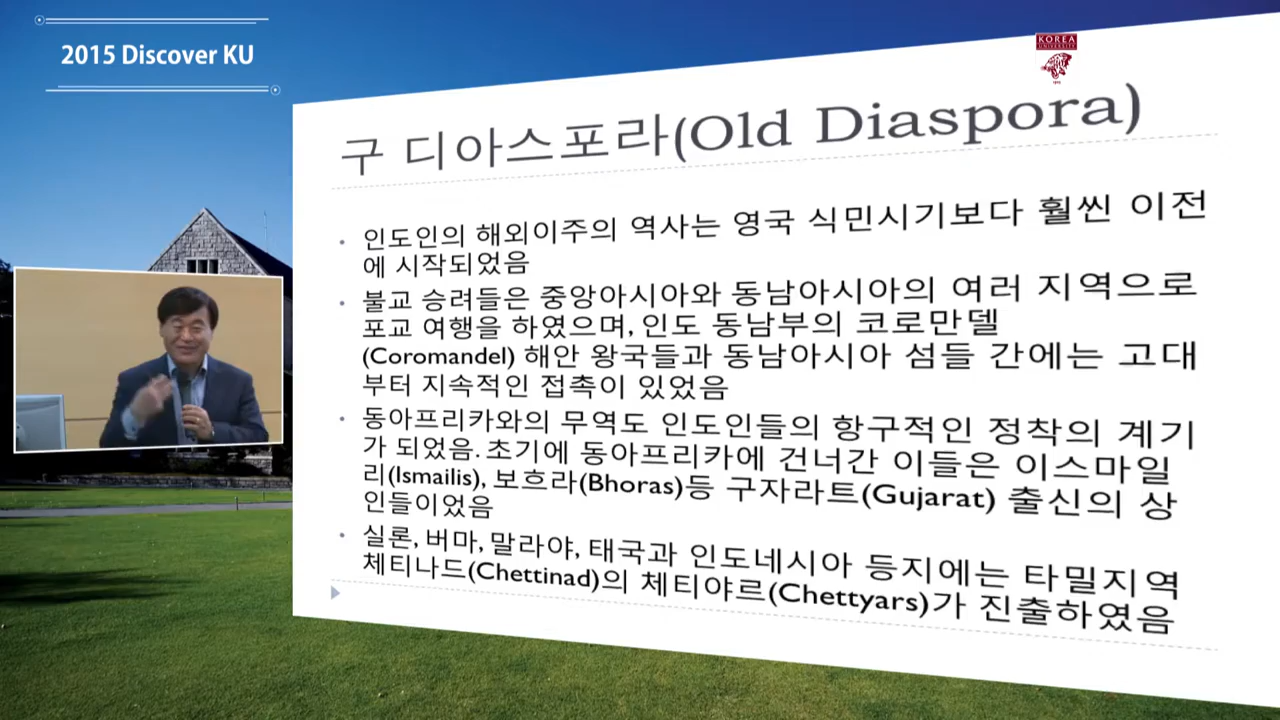 2015 Discover KU
KOREA
UNIVERSITY
구 디아스포라(Old Diaspora)
• 인도인의 해외이주의 역사는 영국 식민시기보다 훨씬 이전
에 시작되었음
• 불교 승려들은 중앙아시아와 동남아시아의 여러 지역으로
포교 여행을 하였으며, 인도 동남부의 코로만델
(Coromandel) 해안 왕국들과 동남아시아 섬들 간에는 고대
부터 지속적인 접촉이 있었음
• 동아프리카와의 무역도 인도인들의 항구적인 정착의 계기
가 되었음. 초기에 동아프리카에 건너간 이들은 이스마일
리(Ismailis), 보흐라(Bhoras)등 구자라트(Gujarat) 출신의 상
인들이었음
• 실론, 버마, 말라야, 태국과 인도네시아 등지에는 타밀지역
체티나드(Chettinad)의 체티야르(Chettyars)가 진출하였음